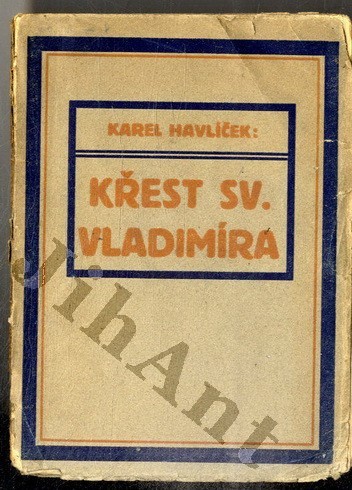 KAREL HAVLÍČEK:
KŘEST SV.
VLADIMÍRA
JihAnt